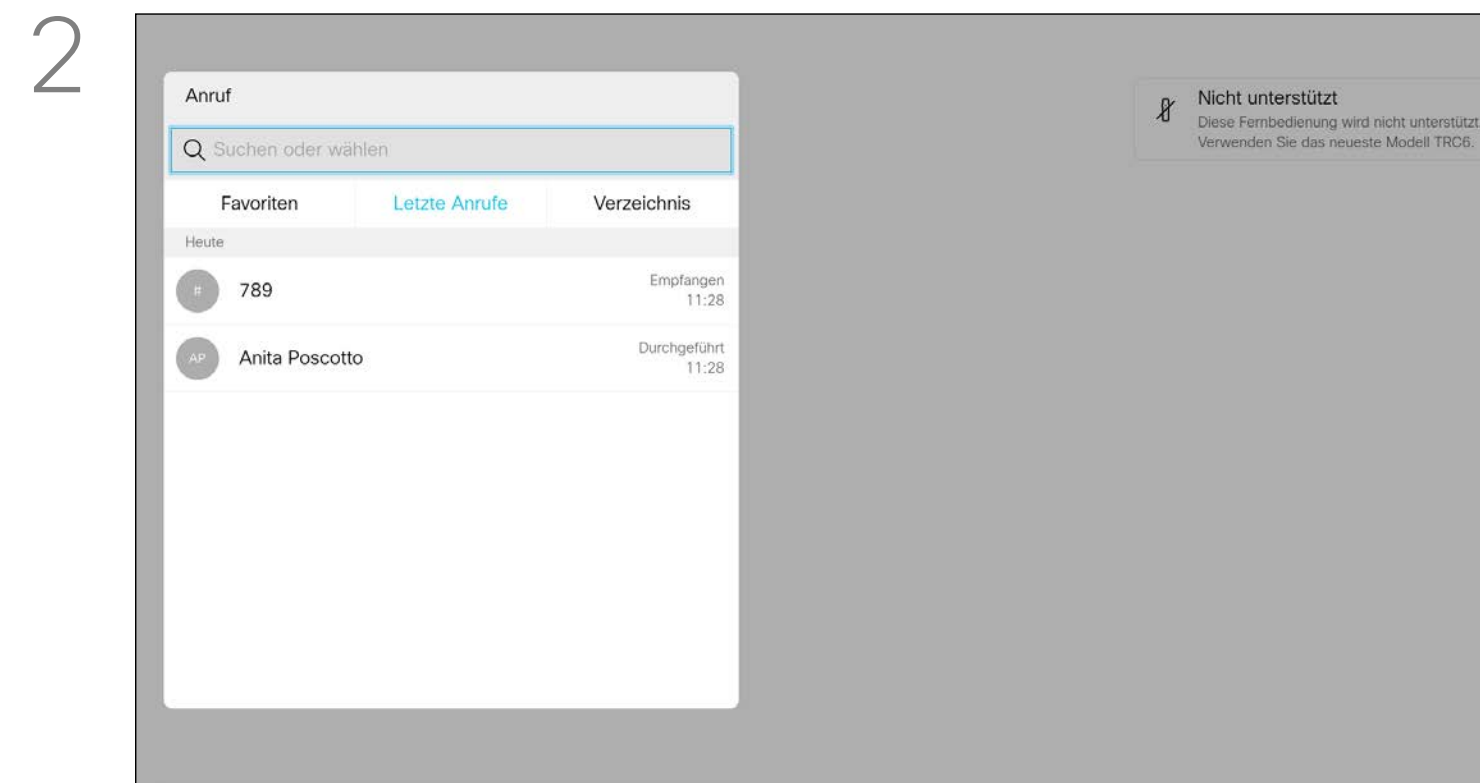 2
Anruf
Suchen oder wählen
Favoriten Letzte Anrufe Verzeichnis
Heute
# 789 Empfangen
11:28
AP Anita Poscotto Durchgeführt
11:28
Nicht unterstützt
Diese Fernbedienung wird nicht unterstützt.
Verwenden Sie das neueste Modell TRC6.